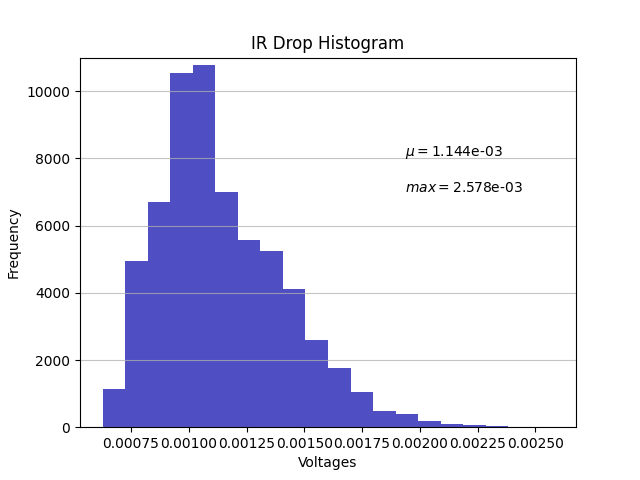 IR Drop Histogram
10000
8000
6000
4000
2000
0
Frequency
μ = 1.144e-03
max = 2.578e-03
0.00075 0.00100 0.00125 0.00150 0.00175 0.00200 0.00225 0.00250
Voltages